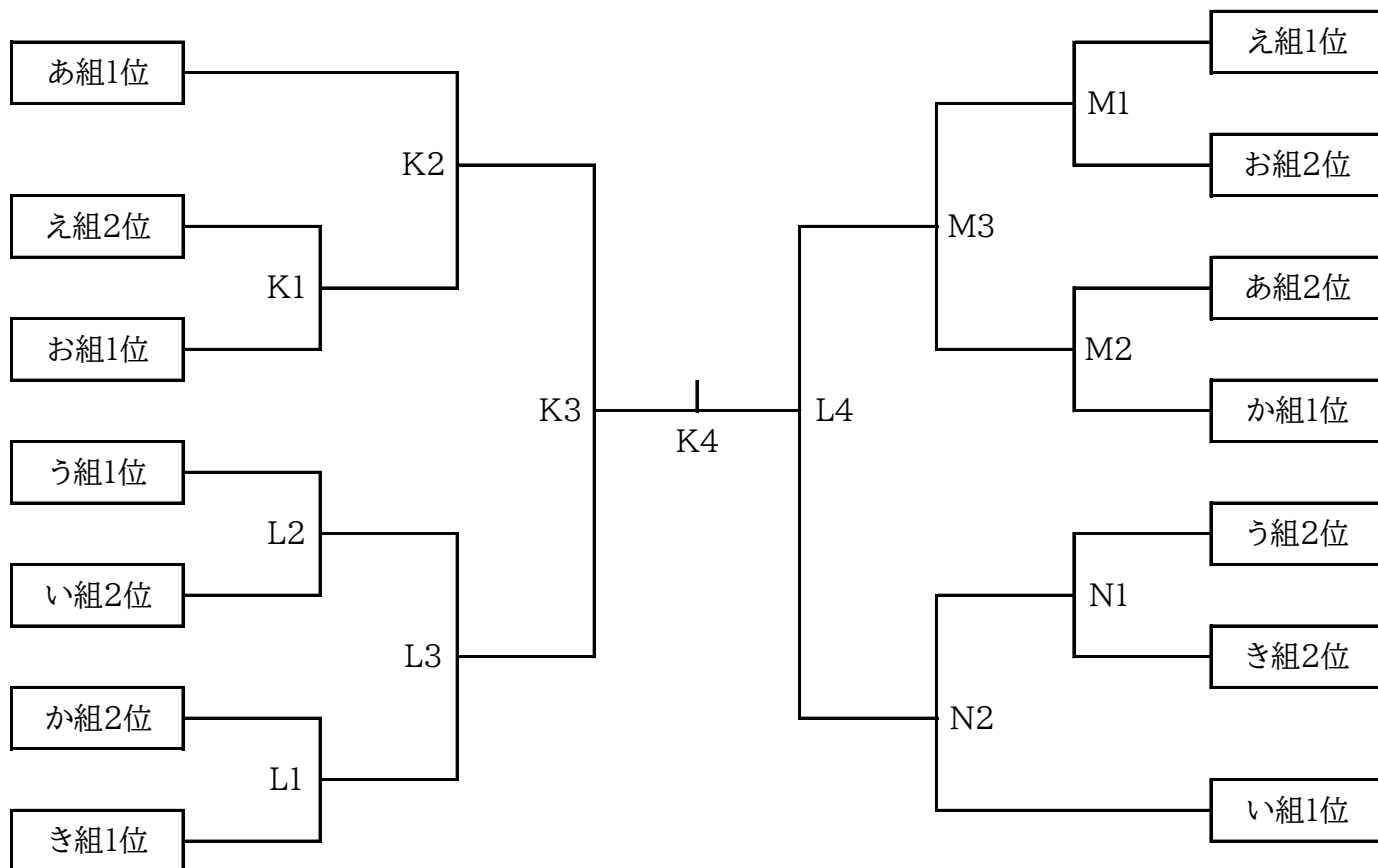 あ組1位
K2
え組2位
K1
お組1位
K3
う組1位
L2
い組2位
L3
か組2位
L1
き組1位
K4
え組1位
M1
お組2位
M3
あ組2位
M2
か組1位
L4
う組2位
N1
き組2位
N2
い組1位